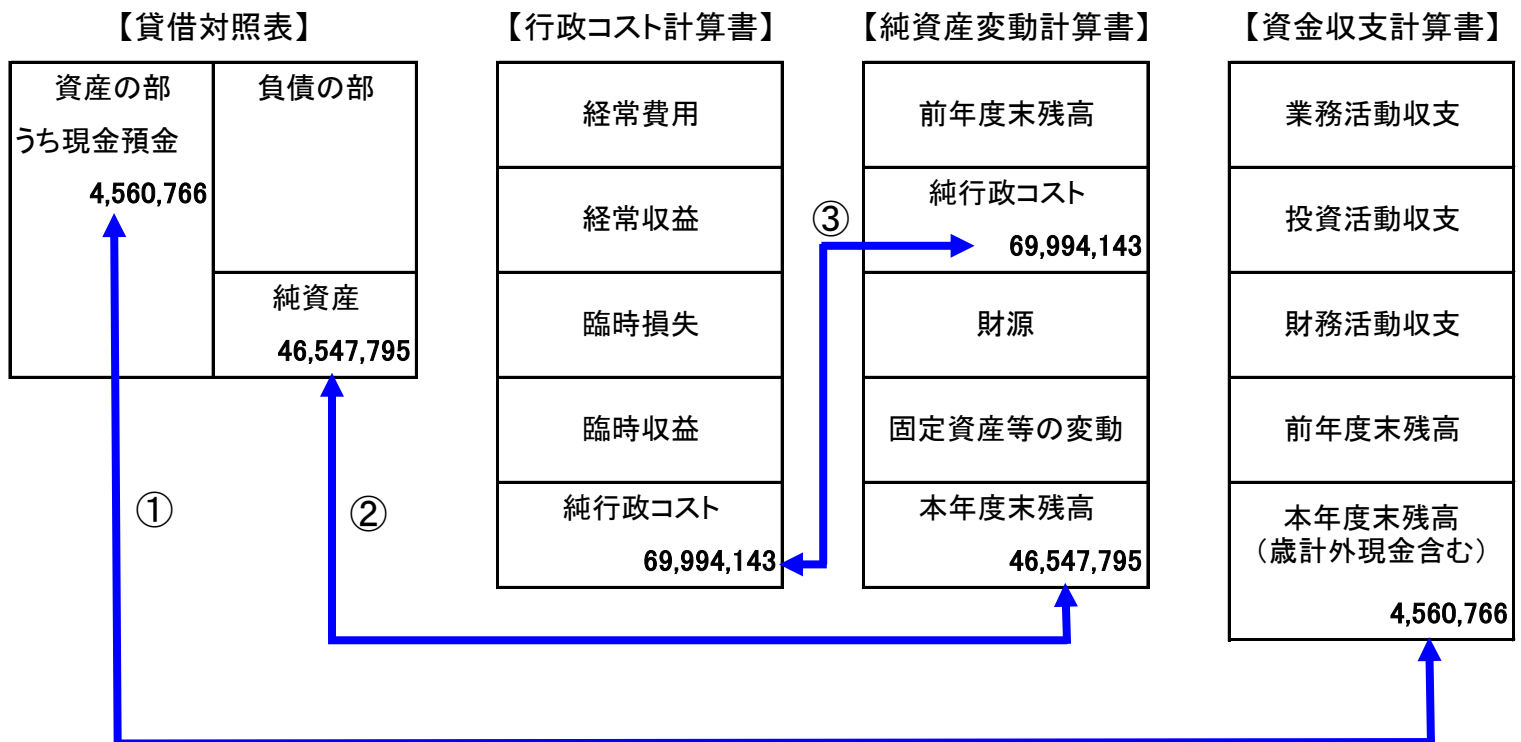 【貸借対照表】
資産の部
うち現金預金
4,560,766
負債の部
純資産
46,547,795
【行政コスト計算書】
経常費用
経常収益
臨時損失
臨時収益
純行政コスト
69,994,143
【純資産変動計算書】
前年度末残高
純行政コスト
69,994,143
財源
固定資産等の変動
本年度末残高
46,547,795
【資金収支計算書】
業務活動収支
投資活動収支
財務活動収支
前年度末残高
本年度末残高
(歳計外現金含む)
4,560,766
①
②
③